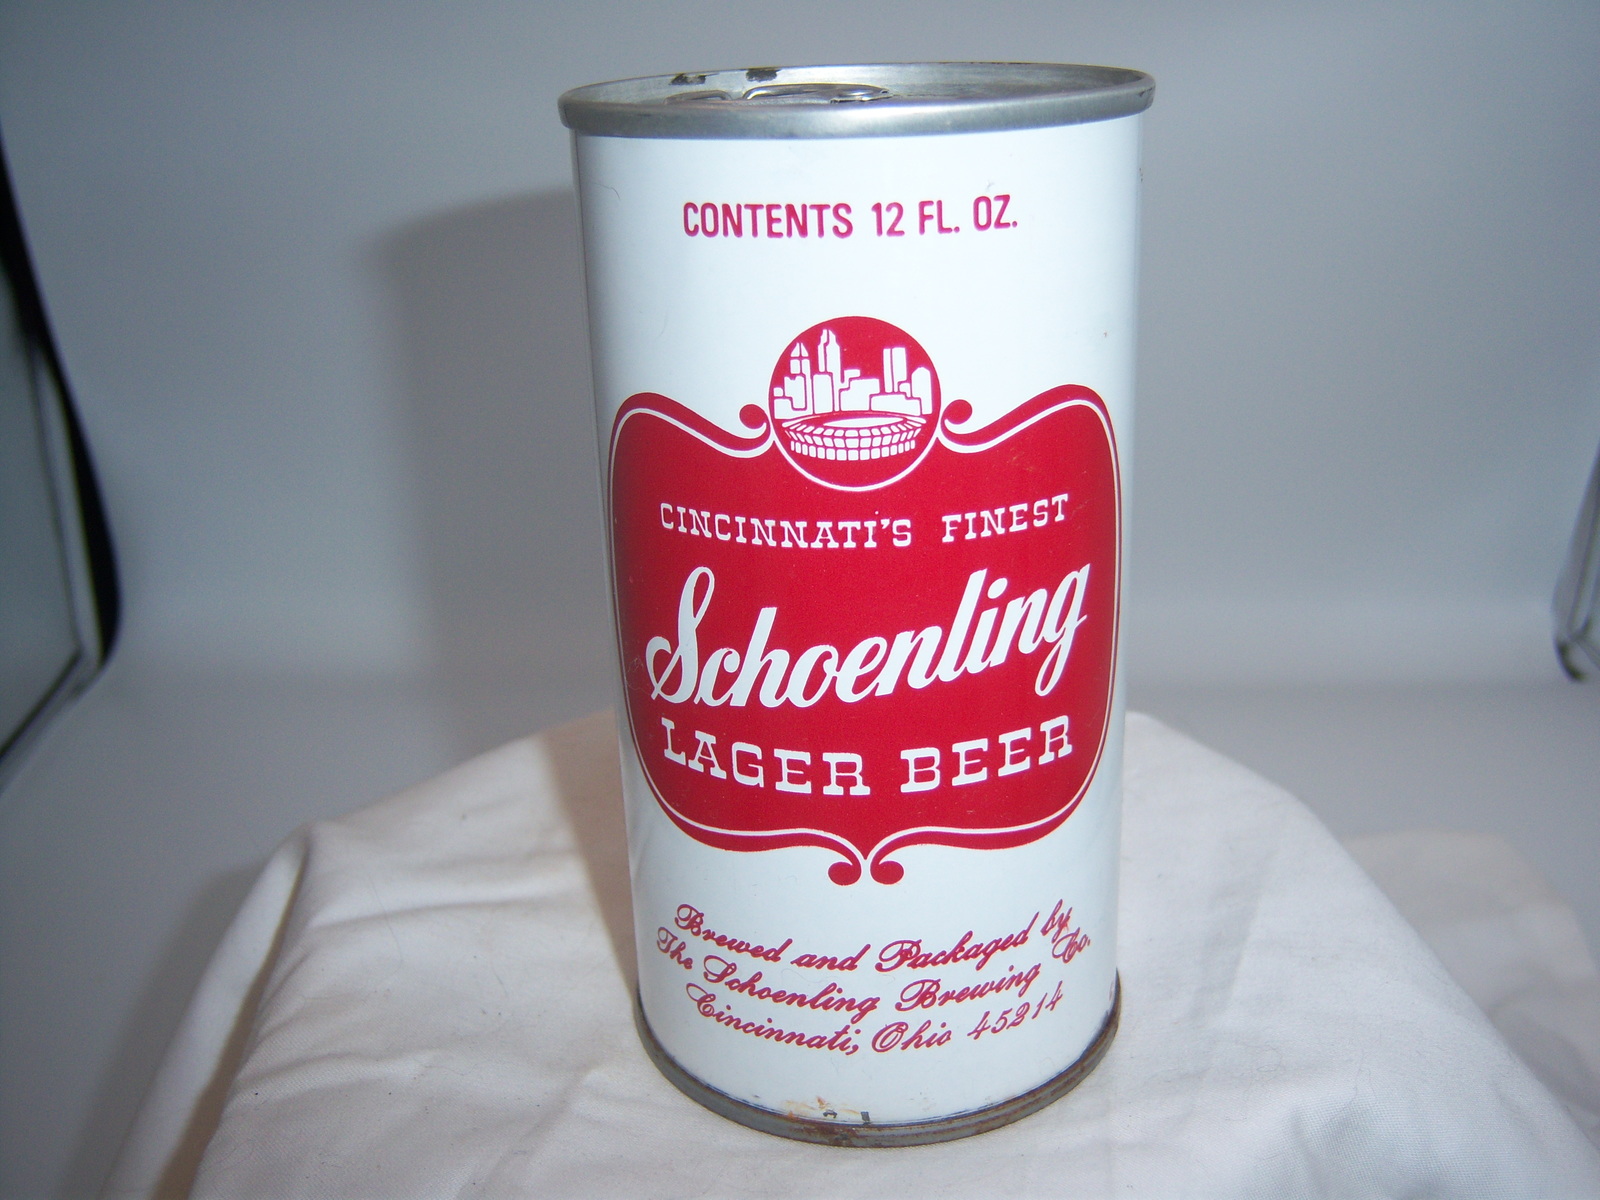 CONTENTS 12 FL. OZ.
CINCINNATI'S FINEST
Schoenling
LAGER BEER
Brewed and Packaged by
The Schoenling Brewing Co.
Cincinnati, Ohio 45214